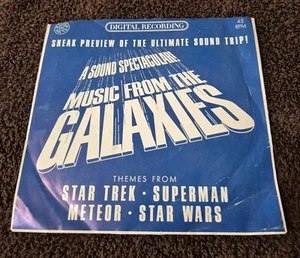 DIGITAL RECORDING
45
RPM
SNEAK PREVIEW OF THE ULTIMATE SOUND TRIP!
A SOUND SPECTACULAR!
MUSIC FROM THE
GALAXIES
THEMES FROM
STAR TREK • SUPERMAN
METEOR • STAR WARS